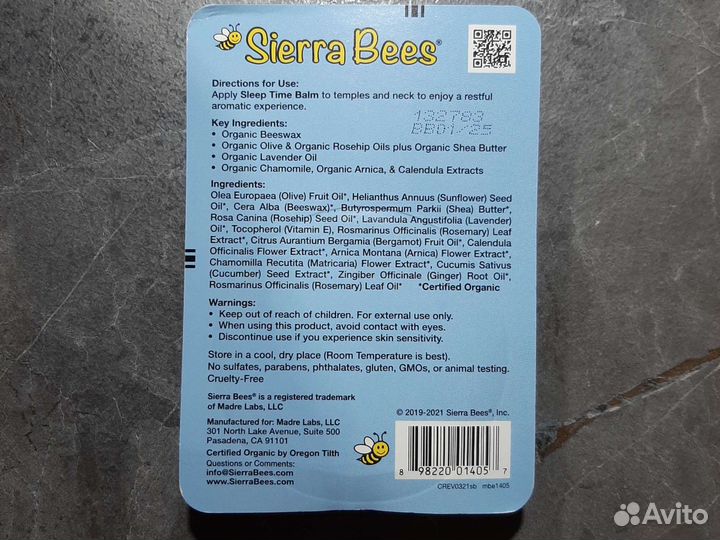 Sierra Bees®
Directions for Use:
Apply Sleep Time Balm to temples and neck to enjoy a restful
aromatic experience.
132783
BB01/25
Key Ingredients:
• Organic Beeswax
• Organic Olive & Organic Rosehip Oils plus Organic Shea Butter
• Organic Lavender Oil
• Organic Chamomile, Organic Arnica, & Calendula Extracts
Ingredients:
Olea Europaea (Olive) Fruit Oil*, Helianthus Annuus (Sunflower) Seed
Oil*, Cera Alba (Beeswax)*, Butyrospermum Parkii (Shea) Butter*,
Rosa Canina (Rosehip) Seed Oil*, Lavandula Angustifolia (Lavender)
Oil*, Tocopherol (Vitamin E), Rosmarinus Officinalis (Rosemary) Leaf
Extract*, Citrus Aurantium Bergamia (Bergamot) Fruit Oil*, Calendula
Officinalis Flower Extract*, Arnica Montana (Arnica) Flower Extract*,
Chamomilla Recutita (Matricaria) Flower Extract*, Cucumis Sativus
(Cucumber) Seed Extract*, Zingiber Officinale (Ginger) Root Oil*,
Rosmarinus Officinalis (Rosemary) Leaf Oil* *Certified Organic
Warnings:
• Keep out of reach of children. For external use only.
• When using this product, avoid contact with eyes.
• Discontinue use if you experience skin sensitivity.
Store in a cool, dry place (Room Temperature is best).
No sulfates, parabens, phthalates, gluten, GMOs, or animal testing.
Cruelty-Free
Sierra Bees® is a registered trademark
of Madre Labs, LLC
Manufactured for: Madre Labs, LLC
301 North Lake Avenue, Suite 500
Pasadena, CA 91101
Certified Organic by Oregon Tilth
Questions or Comments:
info@SierraBees.com
www.SierraBees.com
© 2019-2021 Sierra Bees®, Inc.
8 98220 01405 7
CREV0321sb mbe1405
Avito